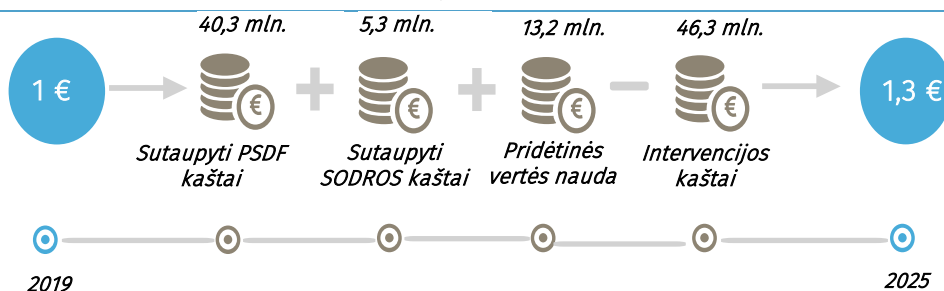 40,3 mln.
5,3 mln.
13,2 mln.
46,3 mln.
1 €
€
€
€
€
1,3 €
Sutaupyti PSDF
kaštai
Sutaupyti
SODROS kaštai
Pridėtinės
vertės nauda
Intervencijos
kaštai
2019
2025